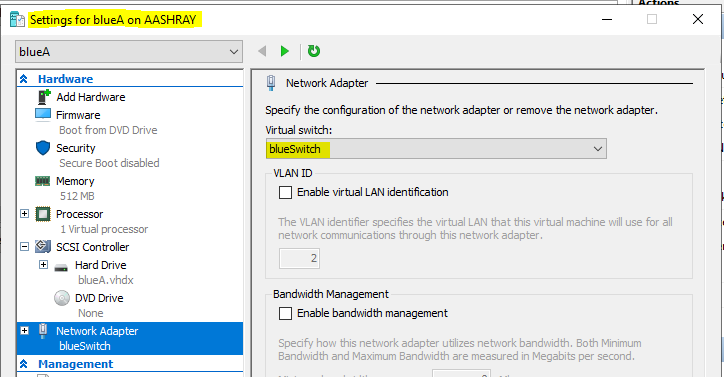 Actions
Settings for blueA on AASHRAY
blueA
Hardware
Add Hardware
Firmware
Boot from DVD Drive
Security
Secure Boot disabled
Memory
512 MB
Processor
1 Virtual processor
SCSI Controller
Hard Drive
blueA.vhdx
DVD Drive
None
Network Adapter
blueSwitch
Management
Network Adapter
Specify the configuration of the network adapter or remove the network adapter.
Virtual switch:
blueSwitch
VLAN ID
Enable virtual LAN identification
The VLAN identifier specifies the virtual LAN that this virtual machine will use for all
network communications through this network adapter.
2
Bandwidth Management
Enable bandwidth management
Specify how this network adapter utilizes network bandwidth. Both Minimum
Bandwidth and Maximum Bandwidth are measured in Megabits per second.